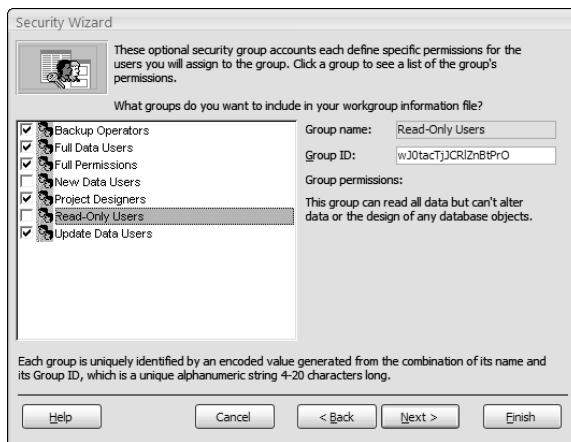 Security Wizard
These optional security group accounts each define specific permissions for the
users you will assign to the group. Click a group to see a list of the group's
permissions.
What groups do you want to include in your workgroup information file?
Backup Operators
Full Data Users
Full Permissions
New Data Users
Project Designers
Read-Only Users
Update Data Users
Group name: Read-Only Users
Group ID: wJ0tacTjJCRlZnBtPrO
Group permissions:
This group can read all data but can't alter
data or the design of any database objects.
Each group is uniquely identified by an encoded value generated from the combination of its name and
its Group ID, which is a unique alphanumeric string 4-20 characters long.
Help Cancel < Back Next > Finish